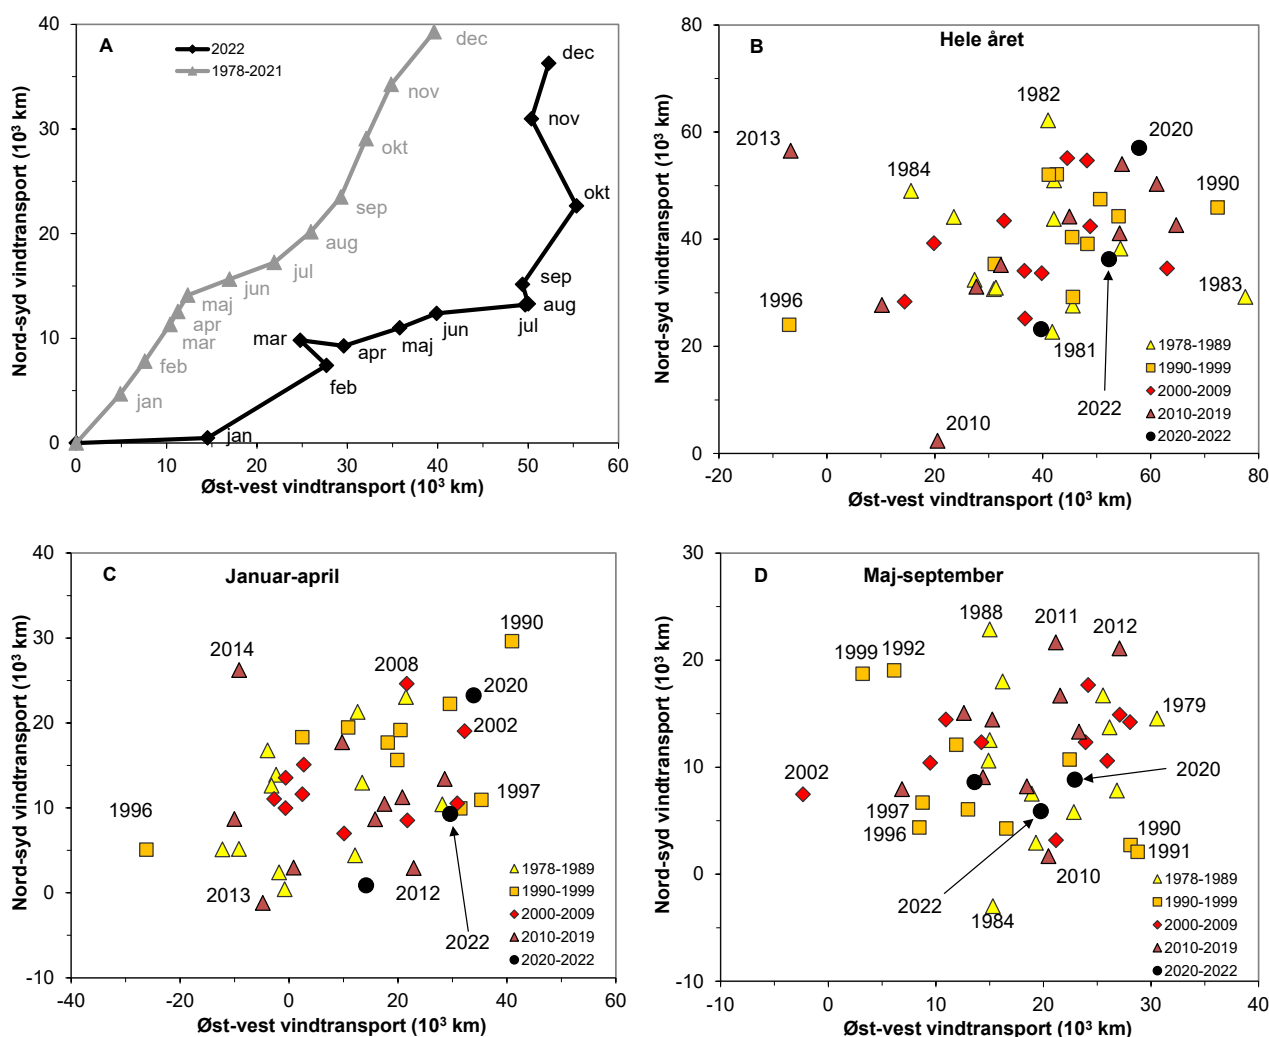 A
2022
1978-2021
Nord-syd vindtransport (10³ km)
40
30
20
10
0
0 10 20 30 40 50 60
Øst-vest vindtransport (10³ km)
dec
nov
okt
sep
aug
jul
jun
maj
apr
mar
feb
jan
dec
nov
okt
sep
aug
jul
jun
maj
apr
mar
feb
jan
B
Hele året
Nord-syd vindtransport (10³ km)
80
60
40
20
0
-20 0 20 40 60 80
Øst-vest vindtransport (10³ km)
1982
2020
2013
1984
1990
1996
1983
1981
2022
2010
1978-1989
1990-1999
2000-2009
2010-2019
2020-2022
C
Januar-april
Nord-syd vindtransport (10³ km)
40
30
20
10
0
-10
-40 -20 0 20 40 60
Øst-vest vindtransport (10³ km)
1990
2014
2008
2020
2002
1996
1997
2013
2012
2022
1978-1989
1990-1999
2000-2009
2010-2019
2020-2022
D
Maj-september
Nord-syd vindtransport (10³ km)
30
20
10
0
-10
-10 0 10 20 30 40
Øst-vest vindtransport (10³ km)
1988
2011
2012
1999
1992
1979
2002
2020
1997
1996
1990
1991
2010
2022
1984
1978-1989
1990-1999
2000-2009
2010-2019
2020-2022